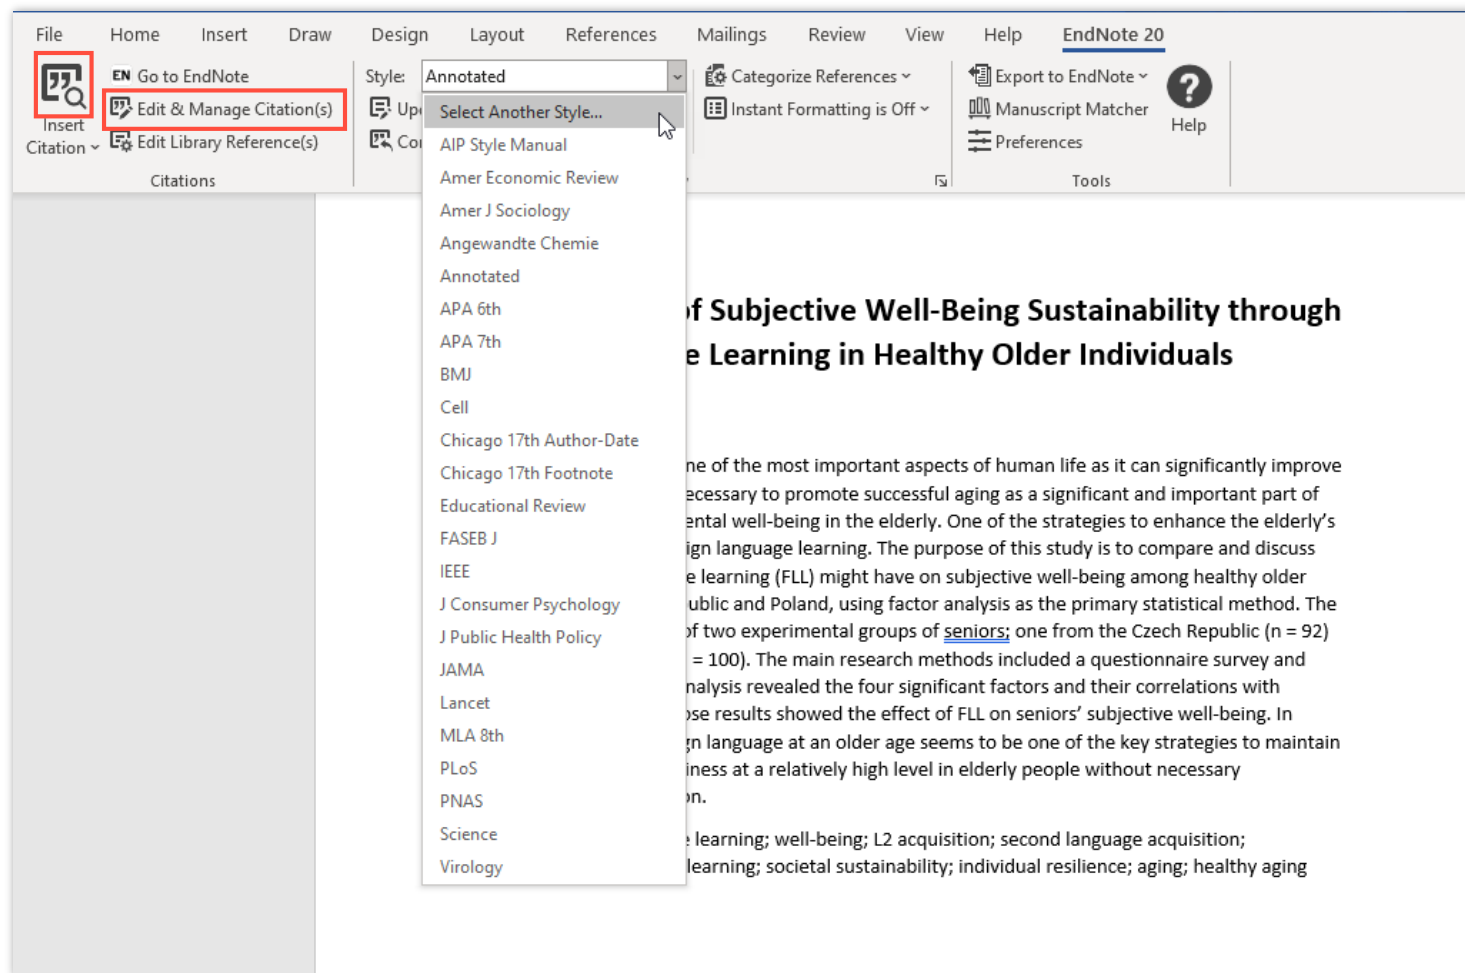 File Home Insert Draw Design Layout References Mailings Review View Help EndNote 20
Insert
Citation
EN Go to EndNote
Edit & Manage Citation(s)
Edit Library Reference(s)
Citations
Style: Annotated
Select Another Style...
AIP Style Manual
Amer Economic Review
Amer J Sociology
Angewandte Chemie
Annotated
APA 6th
APA 7th
BMJ
Cell
Chicago 17th Author-Date
Chicago 17th Footnote
Educational Review
FASEB J
IEEE
J Consumer Psychology
J Public Health Policy
JAMA
Lancet
MLA 8th
PLoS
PNAS
Science
Virology
Categorize References
Instant Formatting is Off
Export to EndNote
Manuscript Matcher
Preferences
Tools
?
Help
of Subjective Well-Being Sustainability through
e Learning in Healthy Older Individuals
ne of the most important aspects of human life as it can significantly improve
ecessary to promote successful aging as a significant and important part of
ental well-being in the elderly. One of the strategies to enhance the elderly's
ign language learning. The purpose of this study is to compare and discuss
e learning (FLL) might have on subjective well-being among healthy older
ublic and Poland, using factor analysis as the primary statistical method. The
of two experimental groups of seniors; one from the Czech Republic (n = 92)
= 100). The main research methods included a questionnaire survey and
nalysis revealed the four significant factors and their correlations with
ose results showed the effect of FLL on seniors' subjective well-being. In
gn language at an older age seems to be one of the key strategies to maintain
iness at a relatively high level in elderly people without necessary
on.
learning; well-being; L2 acquisition; second language acquisition;
learning; societal sustainability; individual resilience; aging; healthy aging